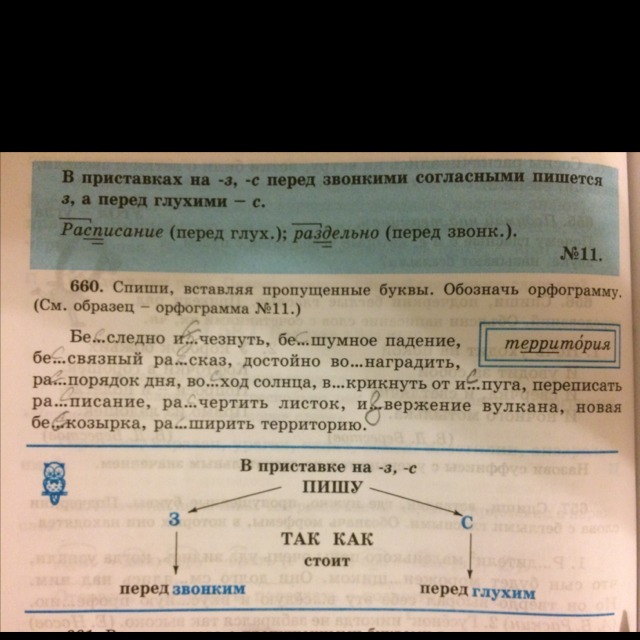 В приставках на -з, -с перед звонкими согласными пишется
з, а перед глухими – с.
Расписание (перед глух.); раздельно (перед звонк.).
№11.
660. Спиши, вставляя пропущенные буквы. Обозначь орфограмму.
(См. образец – орфограмма №11.)
Бе...следно и...чезнуть, бе...шумное падение,
бе...связный ра...сказ, достойно во...наградить,
ра...порядок дня, во...ход солнца, в...крикнуть от и...пуга, переписать
ра...писание, ра...чертить листок, и...вержение вулкана, новая
бе...козырка, ра...ширить территорию.
террито́рия
В приставке на -з, -с
ПИШУ
З
С
ТАК КАК
стоит
перед звонким
перед глухим